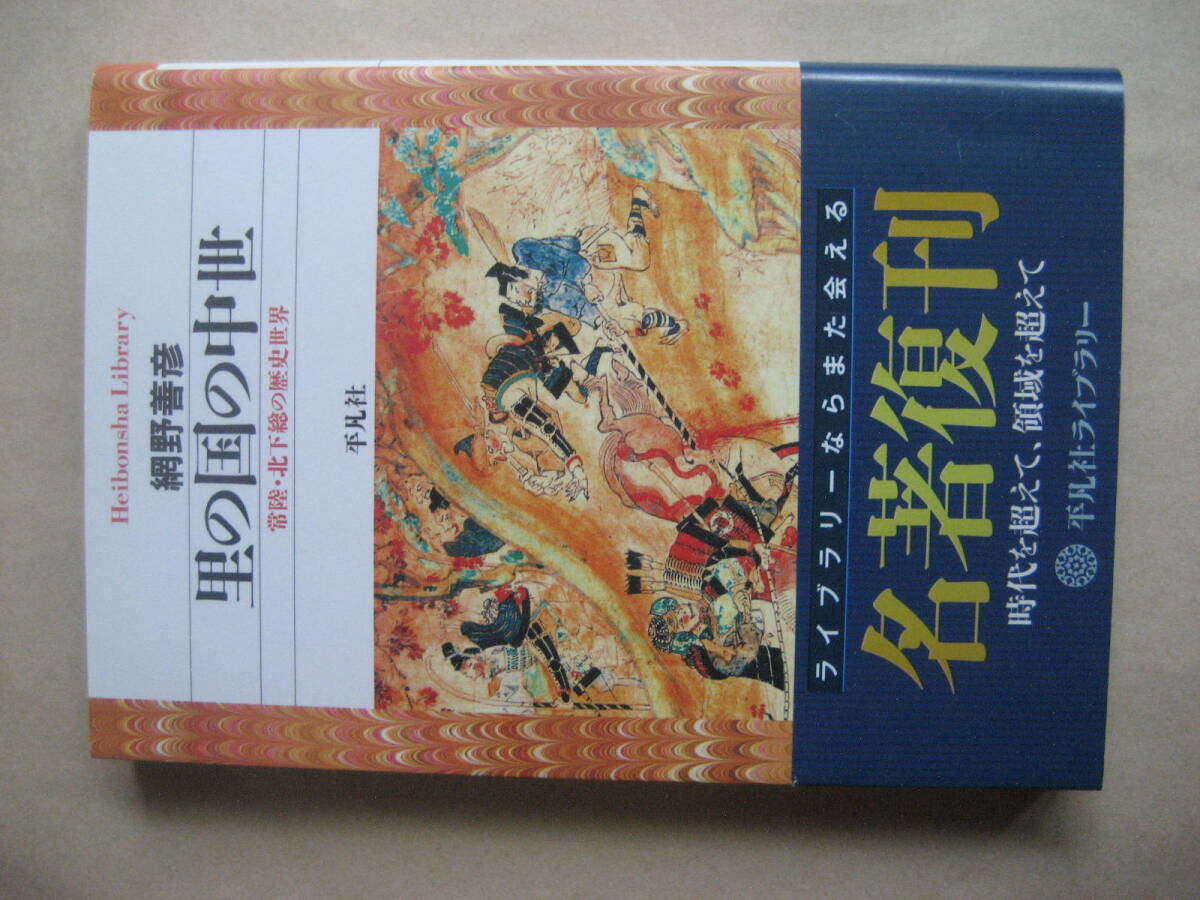 Heibonsha Library
網野善彦
里の国の中世
常陸・北下総の歴史世界
平凡社
ライブラリーならまた会える
名著復刊
時代を超えて、領域を超えて
平凡社ライブラリー